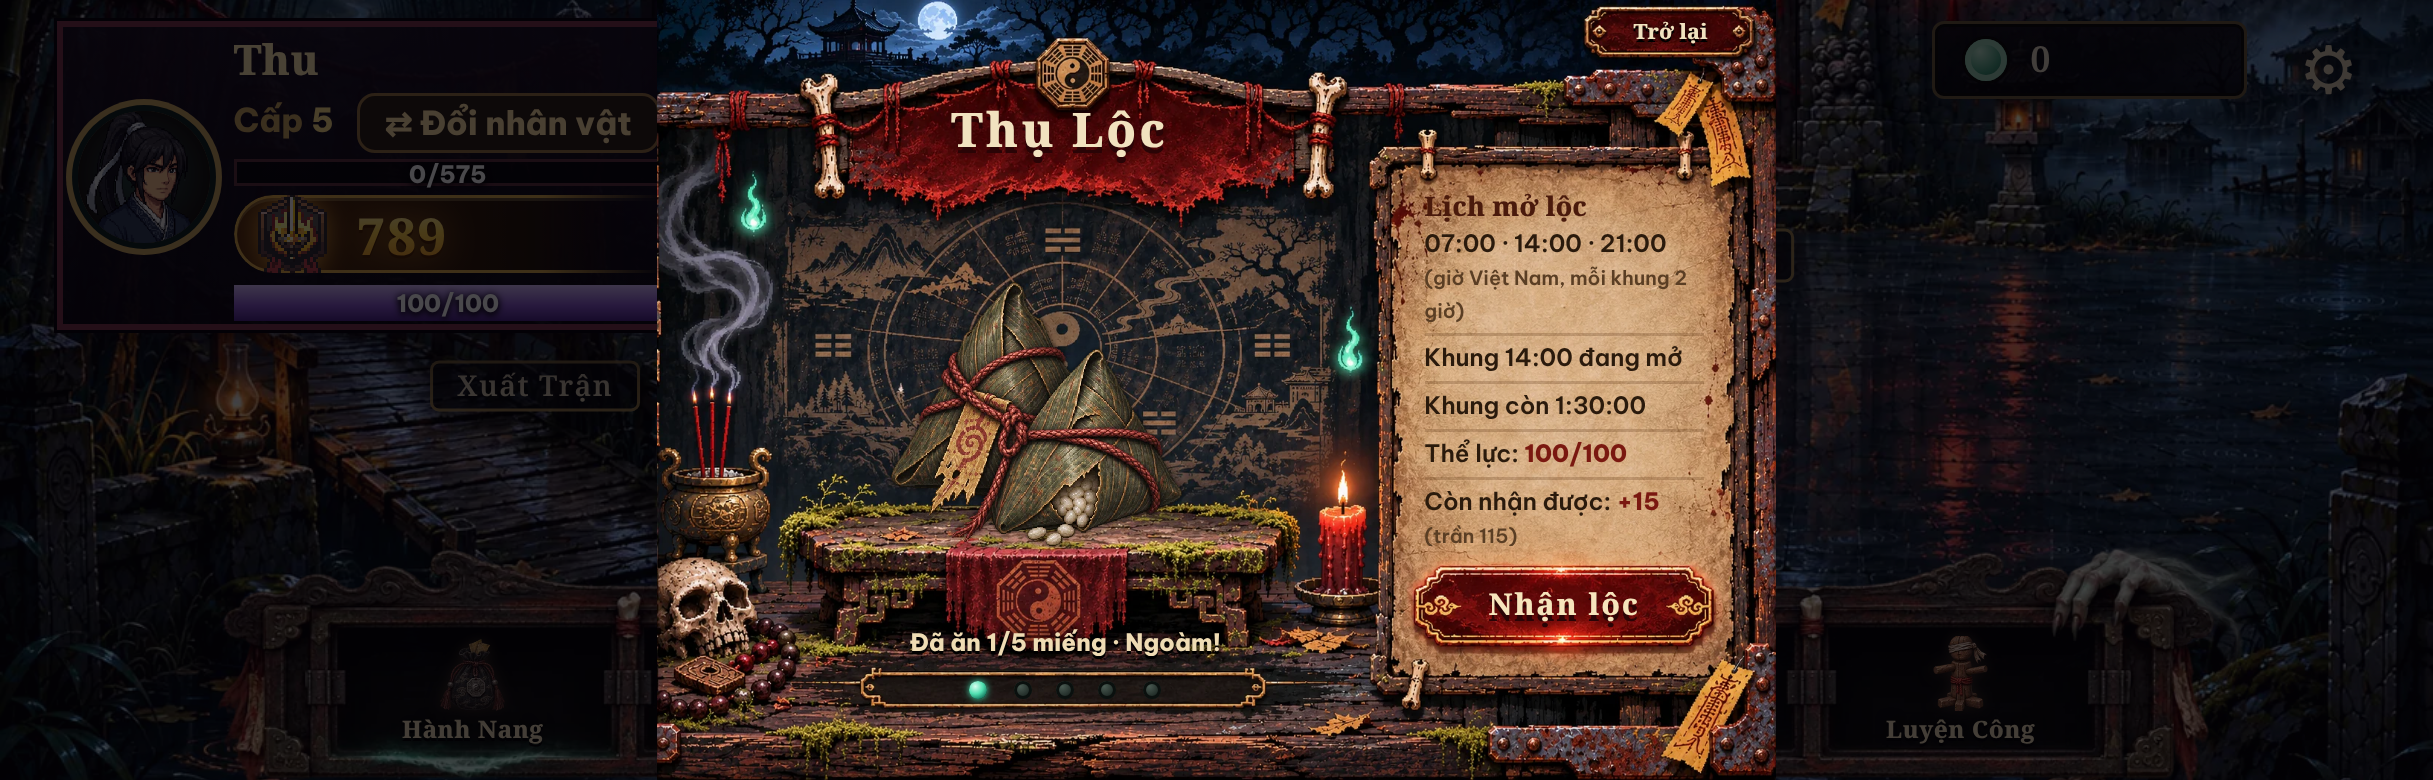 Thu
Cấp 5
⇄ Đổi nhân vật
0/575
789
100/100
Xuất Trận
Hành Nang
Thụ Lộc
Đã ăn 1/5 miếng · Ngoàm!
Trở lại
Lịch mở lộc
07:00 · 14:00 · 21:00
(giờ Việt Nam, mỗi khung 2
giờ)
Khung 14:00 đang mở
Khung còn 1:30:00
Thể lực: 100/100
Còn nhận được: +15
(trần 115)
Nhận lộc
0
Luyện Công